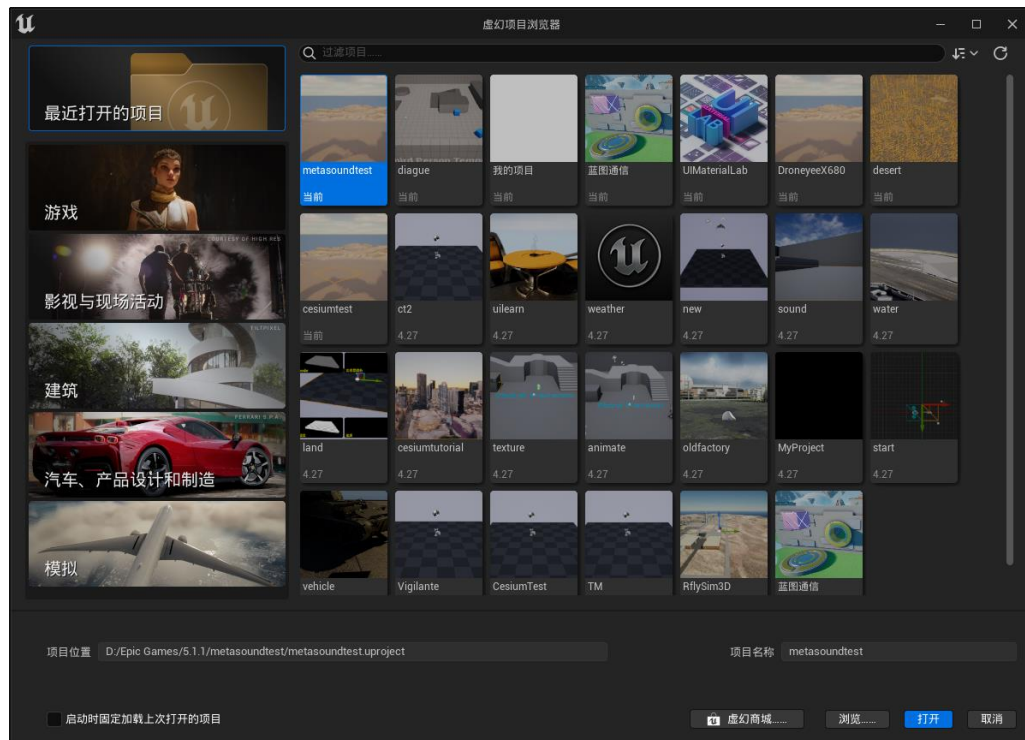 虚幻项目浏览器
最近打开的项目
游戏
COURTESY OF HIGH RES
影视与现场活动
TILTPIXEL
建筑
FERRARI S.P.A.
汽车、产品设计和制造
模拟
过滤项目......
metasoundtest
当前
diague
当前
我的项目
当前
蓝图通信
当前
UIMaterialLab
当前
DroneyeeX680
当前
desert
当前
cesiumtest
当前
ct2
4.27
uilearn
4.27
weather
4.27
new
4.27
sound
4.27
water
4.27
land
4.27
cesiumtutorial
4.27
texture
4.27
animate
4.27
oldfactory
4.27
MyProject
4.27
start
4.27
vehicle
Vigilante
CesiumTest
TM
RflySim3D
蓝图通信
项目位置 D:/Epic Games/5.1.1/metasoundtest/metasoundtest.uproject
项目名称 metasoundtest
启动时固定加载上次打开的项目
虚幻商城......
浏览......
打开
取消